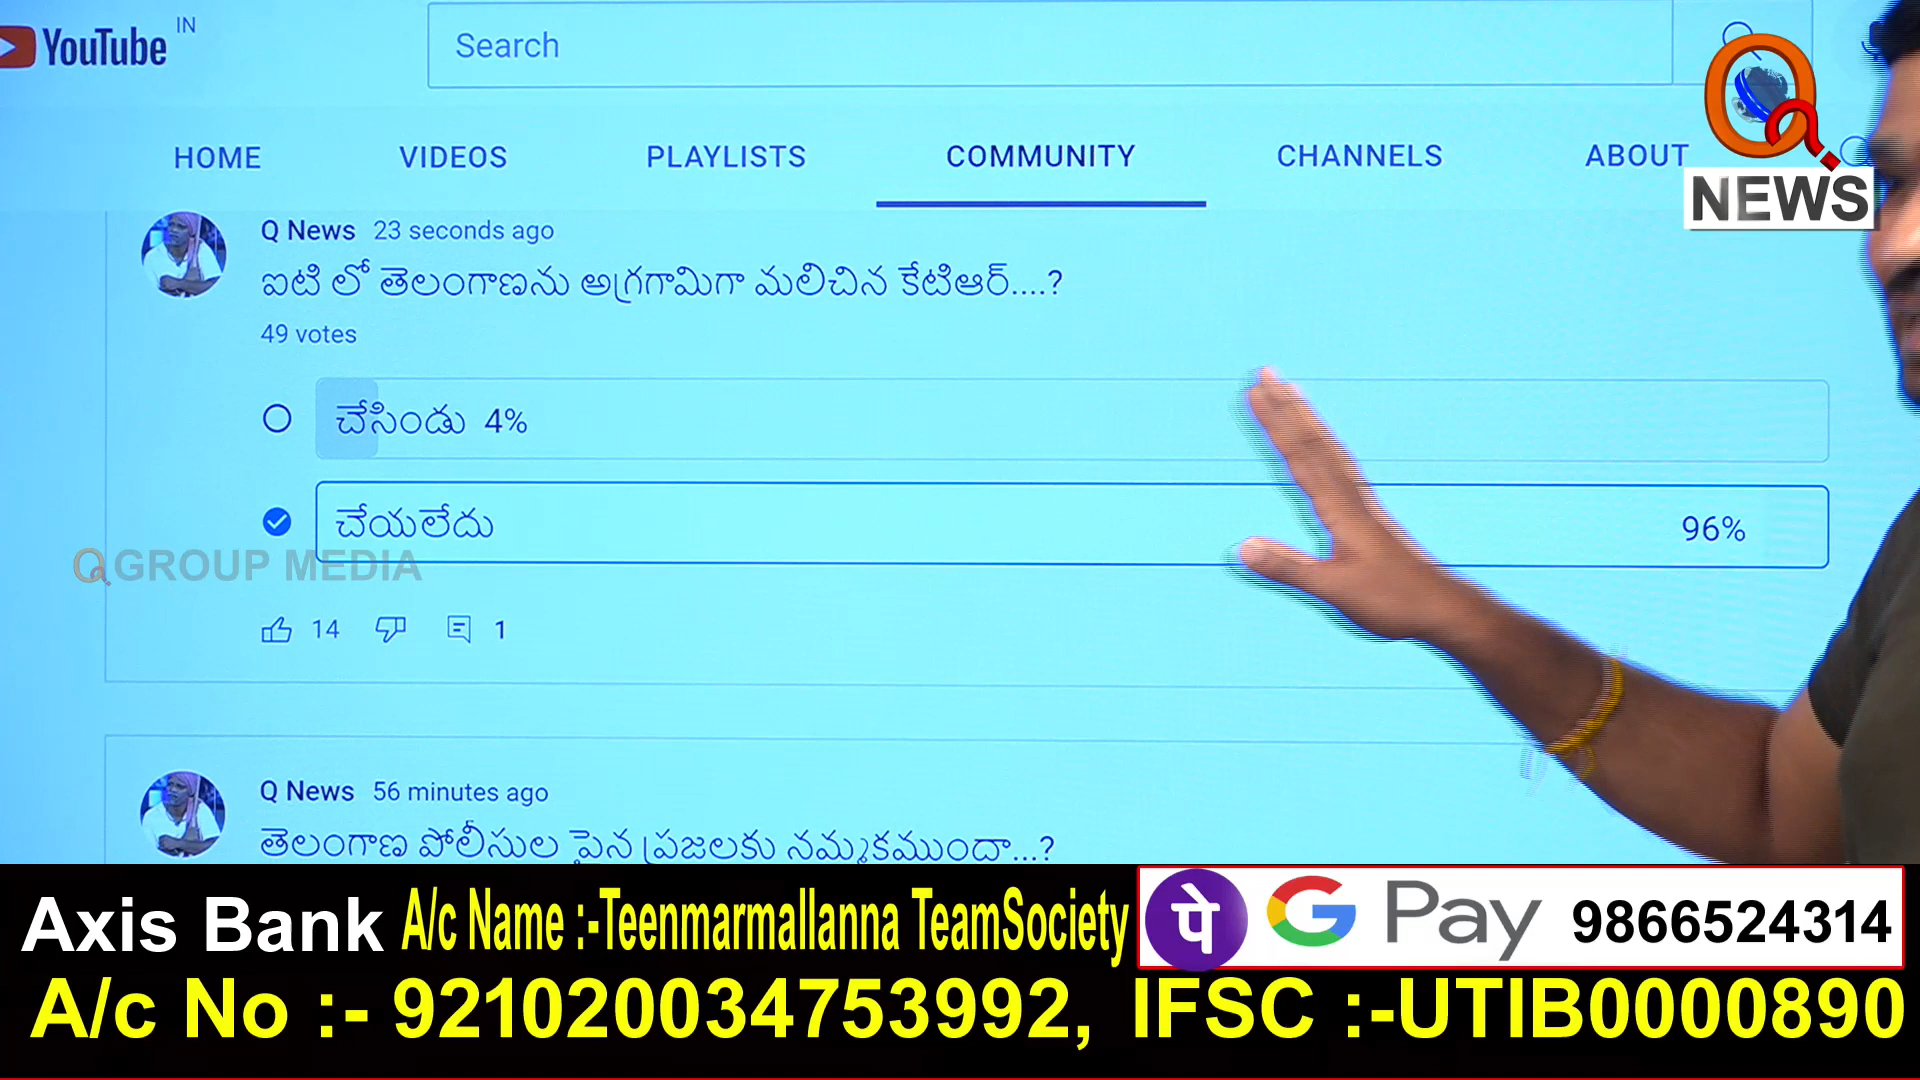 YouTube IN
Search
HOME VIDEOS PLAYLISTS COMMUNITY CHANNELS ABOUT
Q NEWS
Q News 23 seconds ago
ఐటి లో తెలంగాణను అగ్రగామిగా మలిచిన కేటిఆర్....?
49 votes
చేసిండు 4%
చేయలేదు 96%
Q GROUP MEDIA
14 1
Q News 56 minutes ago
తెలంగాణ పోలీసుల పైన ప్రజలకు నమ్మకముందా...?
Axis Bank A/c Name :-Teenmarmallanna TeamSociety
पे G Pay 9866524314
A/c No :- 921020034753992, IFSC :-UTIB0000890